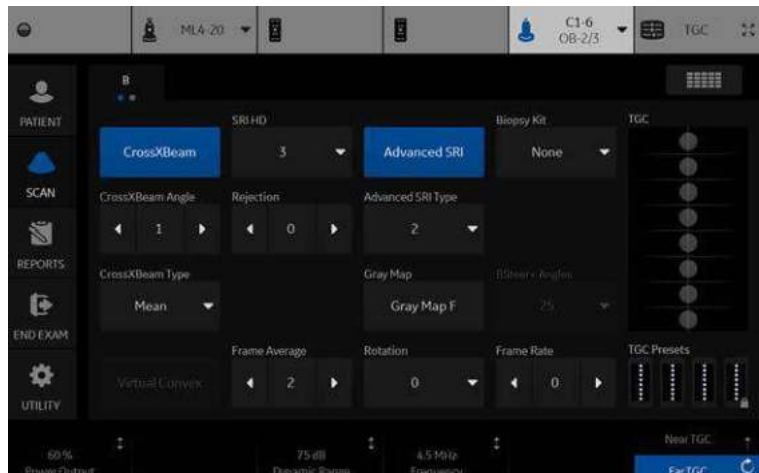 ML4-20
C1-6
OB-2/3
TGC
B
PATIENT
SRI HD
Biopsy Kit
TGC
CrossXBeam
3
Advanced SRI
None
SCAN
CrossXBeam Angle
Rejection
Advanced SRI Type
1
0
2
REPORTS
CrossXBeam Type
Gray Map
BSteer+ Angles
Mean
Gray Map F
25
END EXAM
Frame Average
Rotation
Frame Rate
TGC Presets
Virtual Convex
2
0
0
UTILITY
60 %
Power Output
75 dB
Dynamic Range
4.5 MHz
Frequency
Near TGC
Far TGC